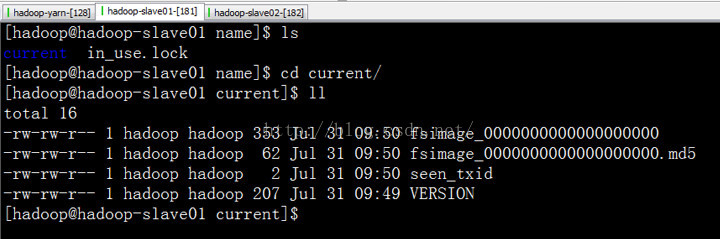 hadoop-yarn-[128] hadoop-slave01-[181] hadoop-slave02-[182]
[hadoop@hadoop-slave01 name]$ ls
current in_use.lock
[hadoop@hadoop-slave01 name]$ cd current/
[hadoop@hadoop-slave01 current]$ ll
total 16
-rw-rw-r-- 1 hadoop hadoop 353 Jul 31 09:50 fsimage_0000000000000000000
-rw-rw-r-- 1 hadoop hadoop 62 Jul 31 09:50 fsimage_0000000000000000000.md5
-rw-rw-r-- 1 hadoop hadoop 2 Jul 31 09:50 seen_txid
-rw-rw-r-- 1 hadoop hadoop 207 Jul 31 09:49 VERSION
[hadoop@hadoop-slave01 current]$